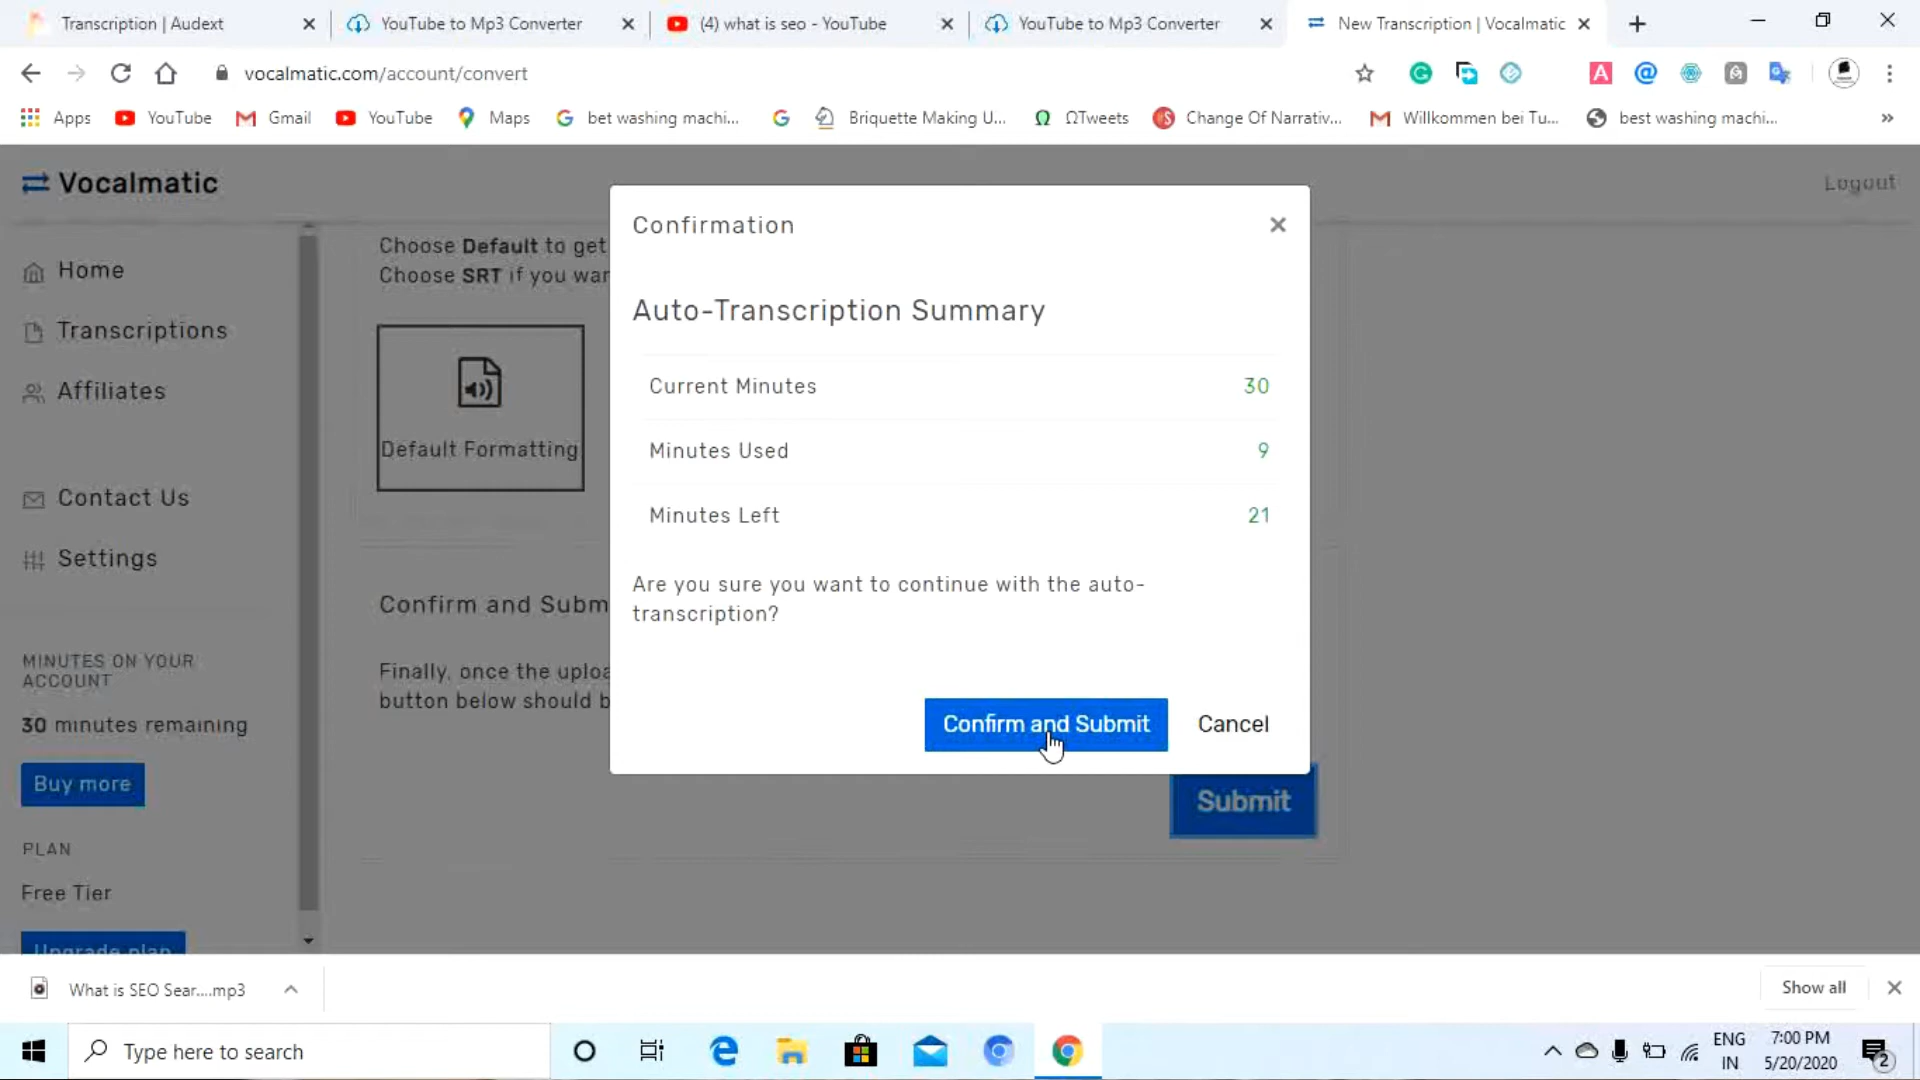 Transcription | Audext
YouTube to Mp3 Converter
(4) what is seo - YouTube
YouTube to Mp3 Converter
New Transcription | Vocalmatic
vocalmatic.com/account/convert
Apps
YouTube
Gmail
YouTube
Maps
bet washing machi...
Briquette Making U...
ΩTweets
Change Of Narrativ...
Willkommen bei Tu...
best washing machi...
Vocalmatic
Logout
Home
Transcriptions
Affiliates
Contact Us
Settings
MINUTES ON YOUR
ACCOUNT
30 minutes remaining
Buy more
PLAN
Free Tier
Upgrade plan
Choose Default to get
Choose SRT if you
Default Formatting
Confirm and
Finally, once the
button below should
Submit
Confirmation
Auto-Transcription Summary
Current Minutes 30
Minutes Used 9
Minutes Left 21
Are you sure you want to continue with the auto-
transcription?
Confirm and Submit
Cancel
What is SEO Sear....mp3
Show all
Type here to search
ENG
IN
7:00 PM
5/20/2020
2